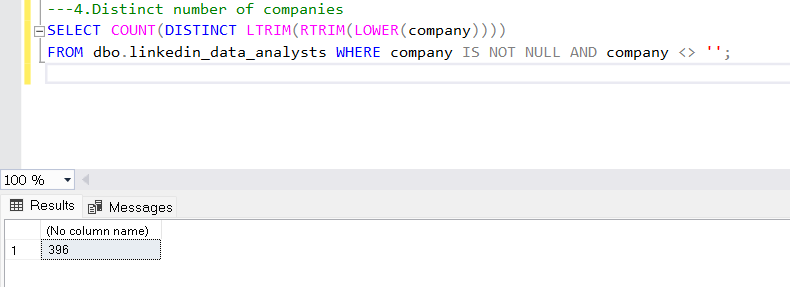 ---4.Distinct number of companies
SELECT COUNT(DISTINCT LTRIM(RTRIM(LOWER(company))))
FROM dbo.linkedin_data_analysts WHERE company IS NOT NULL AND company <> '';
100 %
Results Messages
(No column name)
1 396